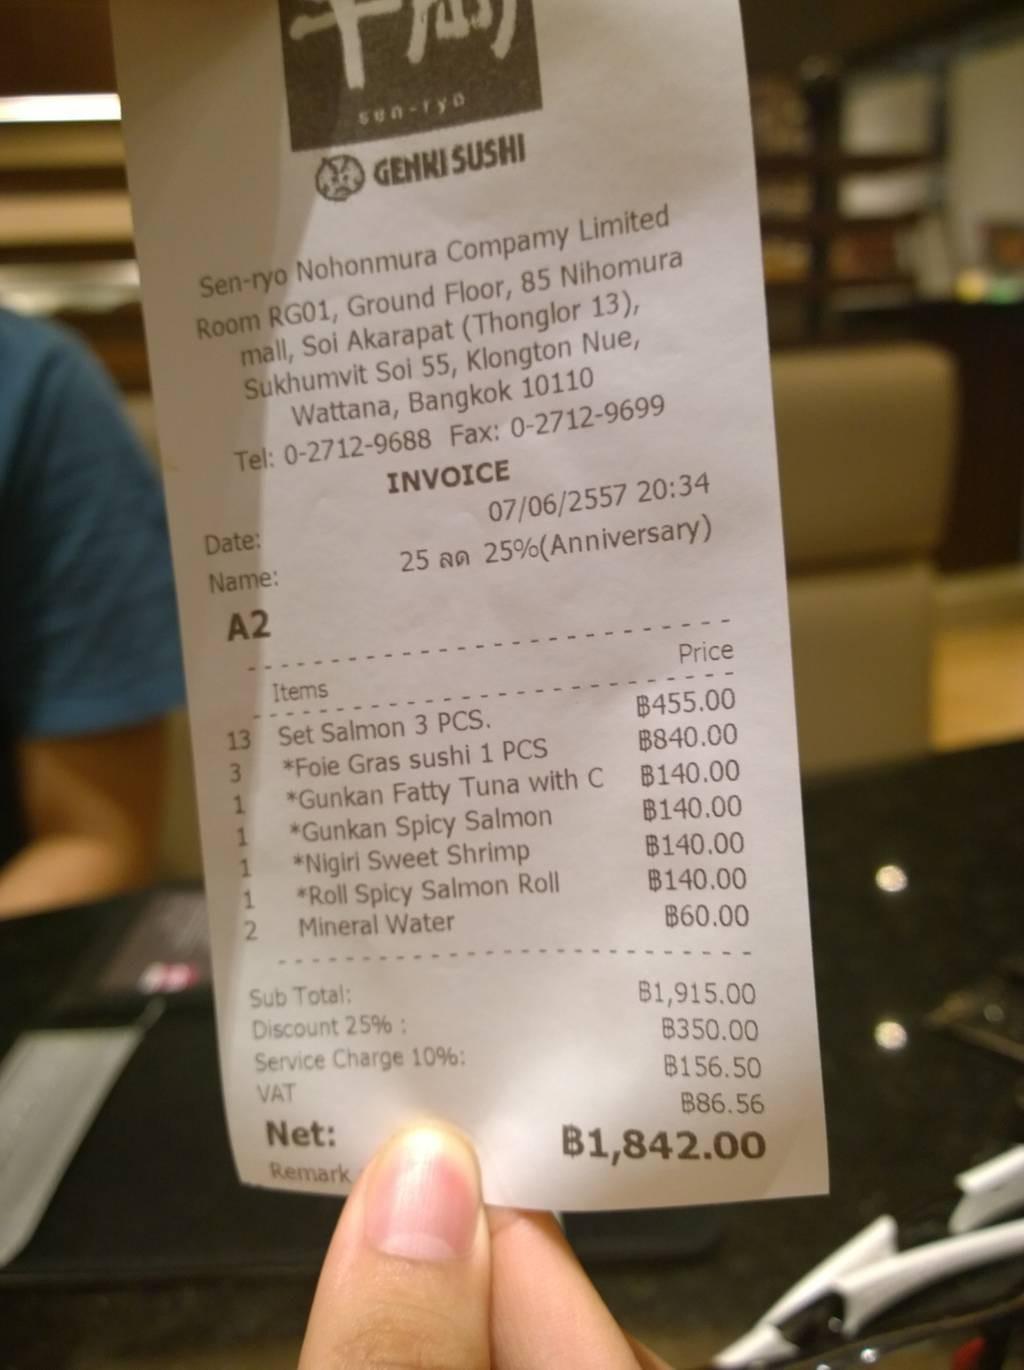 sen-ryo
GENKI SUSHI
Sen-ryo Nohonmura Compamy Limited
Room RG01, Ground Floor, 85 Nihomura
mall, Soi Akarapat (Thonglor 13),
Sukhumvit Soi 55, Klongton Nue,
Wattana, Bangkok 10110
Tel: 0-2712-9688 Fax: 0-2712-9699
INVOICE
Date: 07/06/2557 20:34
Name: 25 ลด 25%(Anniversary)
A2
Items Price
13 Set Salmon 3 PCS. ฿455.00
3 *Foie Gras sushi 1 PCS ฿840.00
1 *Gunkan Fatty Tuna with C ฿140.00
1 *Gunkan Spicy Salmon ฿140.00
1 *Nigiri Sweet Shrimp ฿140.00
1 *Roll Spicy Salmon Roll ฿140.00
2 Mineral Water ฿60.00
Sub Total: ฿1,915.00
Discount 25% : ฿350.00
Service Charge 10%: ฿156.50
VAT ฿86.56
Net: ฿1,842.00
Remark